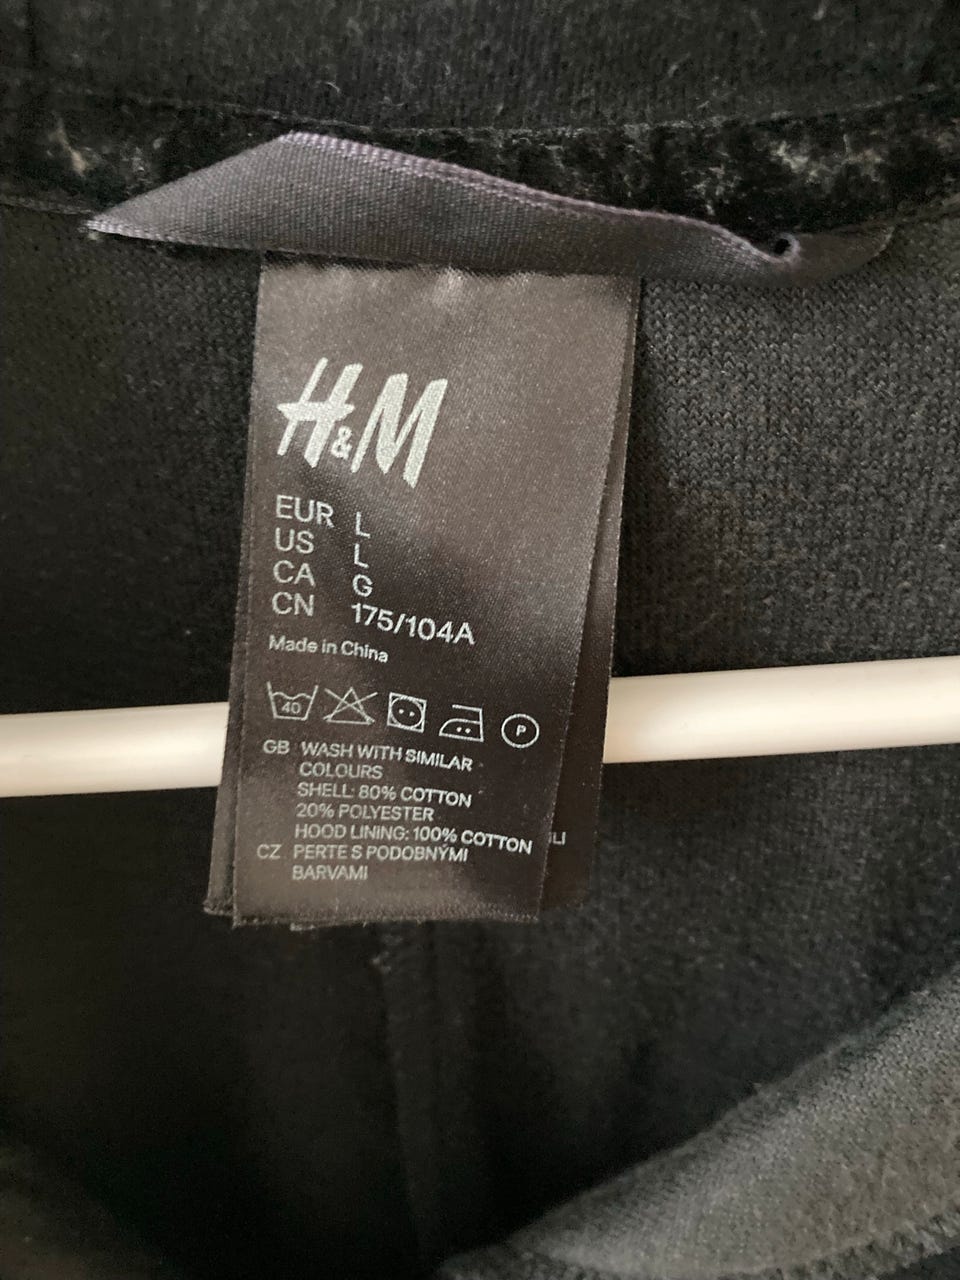 H&M
EUR L
US L
CA G
CN 175/104A
Made in China
40 P
GB WASH WITH SIMILAR
COLOURS
SHELL: 80% COTTON
20% POLYESTER
HOOD LINING: 100% COTTON
CZ PERTE S PODOBNÝMI
BARVAMI